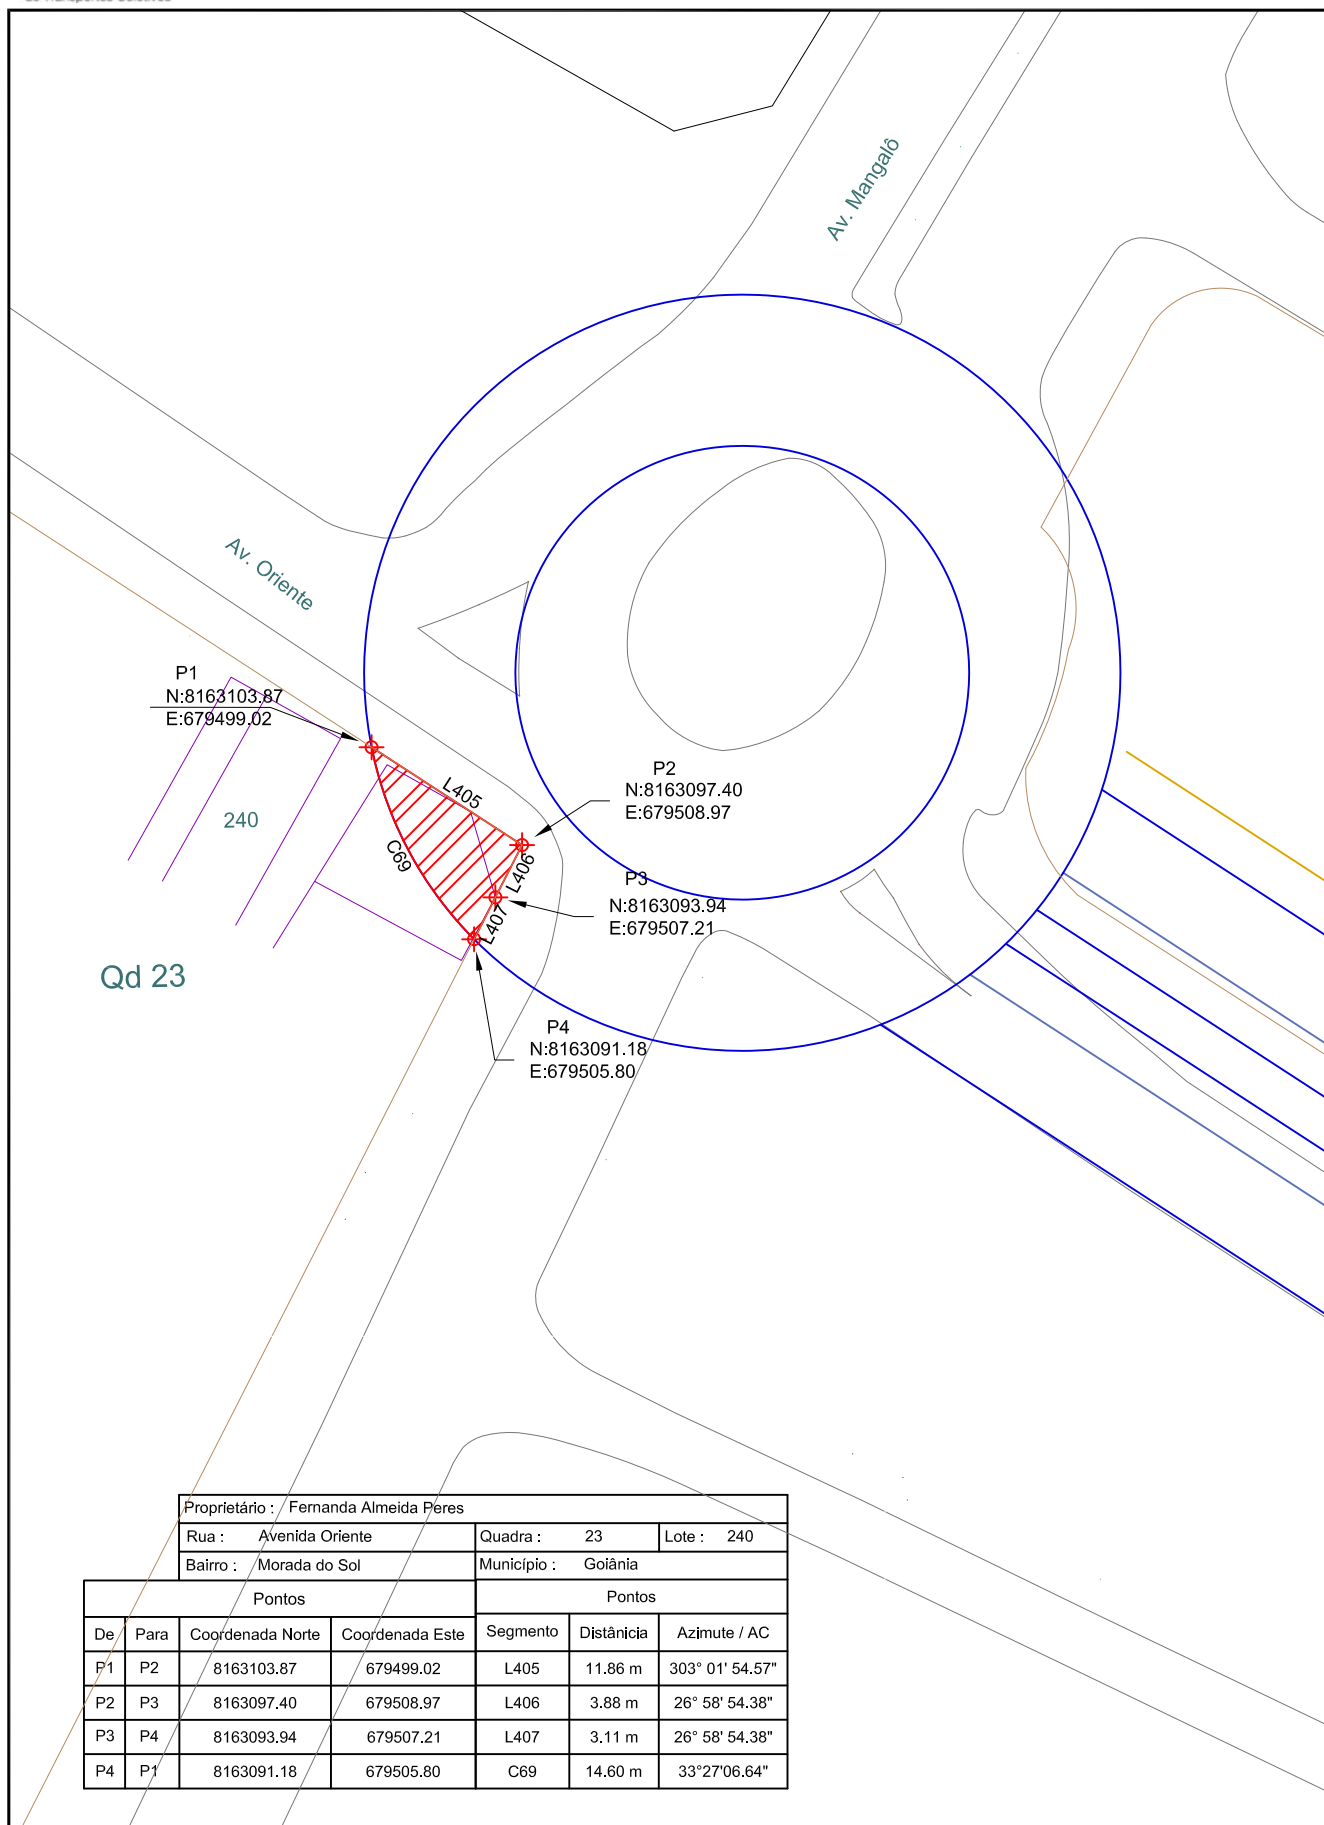 de Transportes Coletivos
Av. Mangalô
Av. Oriente
P1
N:8163103.87
E:679499.02
L405
P2
N:8163097.40
E:679508.97
240
C69
L406
P3
N:8163093.94
E:679507.21
L407
Qd 23
P4
N:8163091.18
E:679505.80
Proprietário : Fernanda Almeida Peres
Rua : Avenida Oriente Quadra : 23 Lote : 240
Bairro : Morada do Sol Município : Goiânia
Pontos Pontos
De Para Coordenada Norte Coordenada Este Segmento Distânicia Azimute / AC
P1 P2 8163103.87 679499.02 L405 11.86 m 303° 01' 54.57"
P2 P3 8163097.40 679508.97 L406 3.88 m 26° 58' 54.38"
P3 P4 8163093.94 679507.21 L407 3.11 m 26° 58' 54.38"
P4 P1 8163091.18 679505.80 C69 14.60 m 33°27'06.64"